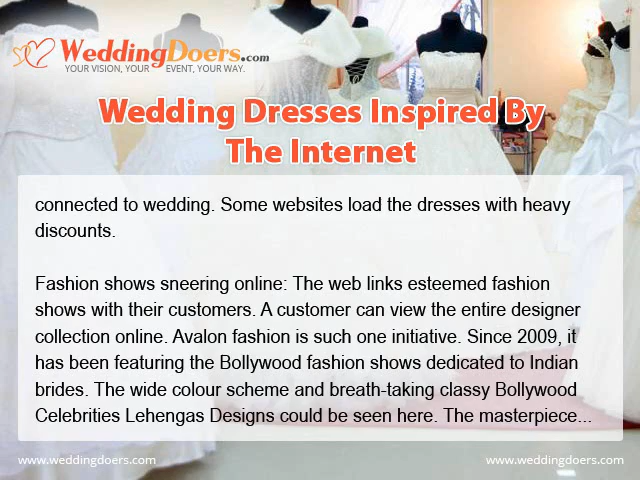 WeddingDoers.com
YOUR VISION, YOUR EVENT, YOUR WAY.
Wedding Dresses Inspired By
The Internet
connected to wedding. Some websites load the dresses with heavy
discounts.
Fashion shows sneering online: The web links esteemed fashion
shows with their customers. A customer can view the entire designer
collection online. Avalon fashion is such one initiative. Since 2009, it
has been featuring the Bollywood fashion shows dedicated to Indian
brides. The wide colour scheme and breath-taking classy Bollywood
Celebrities Lehengas Designs could be seen here. The masterpiece...
www.weddingdoers.com
www.weddingdoers.com